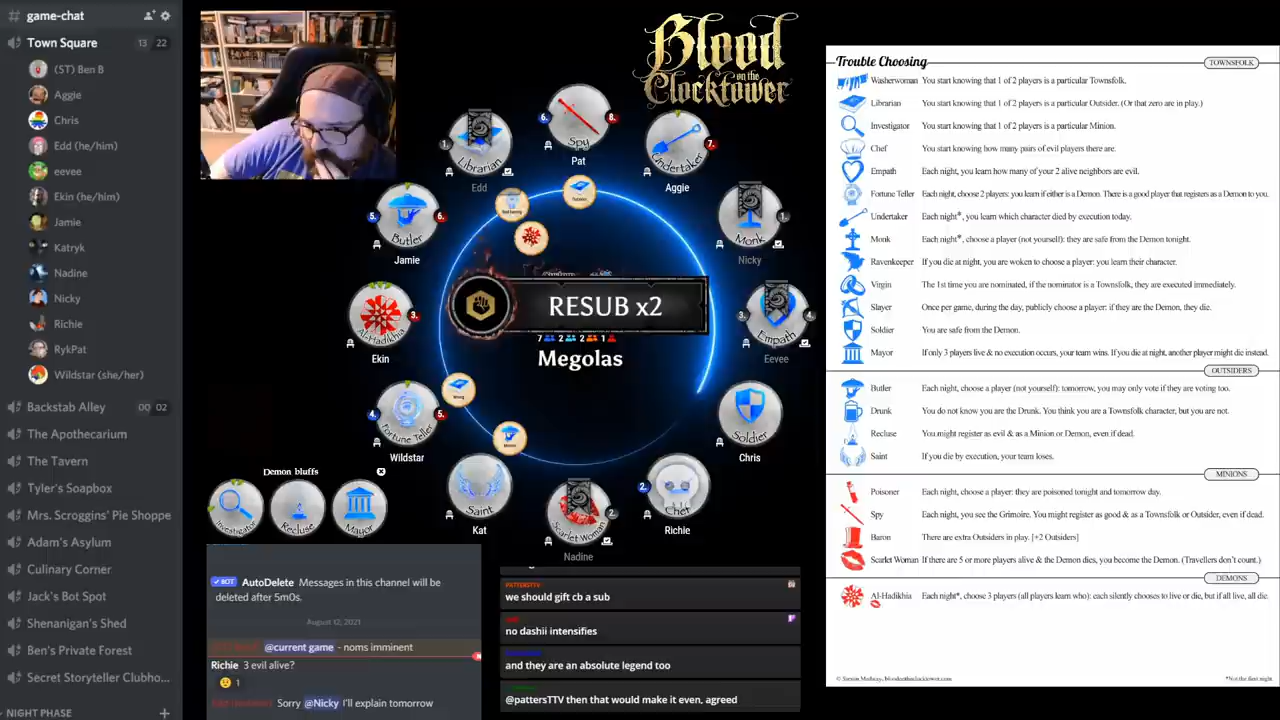 # game-chat
Town Square 13 22
(ST) Ben B
Aggie
Chris
Edd (he/him)
eevee
Ekin (he/him)
Jamie
Katryk
Nadine
Nicky
Richie
RylPat
Wildstar (she/her)
Backstab Alley 00 02
The Apothecarium
The Tavern
Tyler's Soapbox
Mrs. Scroggins' Pie Shoppe
Adam's Asylum
Culinary Corner
Jack's Bot Spot
Shenanigan's Shed
Ben's Private Forest
Secret Storyteller Clubho...
NIGHT PHASE
Blood
on the
Clocktower
Librarian
Edd
Spy
Pat
Undertaker
Aggie
Monk
Nicky
Empath
Eevee
Soldier
Chris
Chef
Richie
Scarlet Woman
Nadine
Saint
Kat
Fortune Teller
Wildstar
Al-Hadikhia
Ekin
Butler
Jamie
RESUB x2
7 2 2 1
Megolas
Demon bluffs
Investigator
Recluse
Mayor
BOT AutoDelete Messages in this channel will be
deleted after 5m0s.
August 12, 2021
@current game - noms imminent
Richie 3 evil alive?
1
Sorry @Nicky I'll explain tomorrow
PATTERSTTV
we should gift cb a sub
no dashii intensifies
and they are an absolute legend too
@pattersTTV then that would make it even, agreed
Trouble Choosing
TOWNSFOLK
Washerwoman You start knowing that 1 of 2 players is a particular Townsfolk.
Librarian You start knowing that 1 of 2 players is a particular Outsider. (Or that zero are in play.)
Investigator You start knowing that 1 of 2 players is a particular Minion.
Chef You start knowing how many pairs of evil players there are.
Empath Each night, you learn how many of your 2 alive neighbors are evil.
Fortune Teller Each night, choose 2 players: you learn if either is a Demon. There is a good player that registers as a Demon to you.
Undertaker Each night*, you learn which character died by execution today.
Monk Each night*, choose a player (not yourself): they are safe from the Demon tonight.
Ravenkeeper If you die at night, you are woken to choose a player: you learn their character.
Virgin The 1st time you are nominated, if the nominator is a Townsfolk, they are executed immediately.
Slayer Once per game, during the day, publicly choose a player: if they are the Demon, they die.
Soldier You are safe from the Demon.
Mayor If only 3 players live & no execution occurs, your team wins. If you die at night, another player might die instead.
OUTSIDERS
Butler Each night, choose a player (not yourself): tomorrow, you may only vote if they are voting too.
Drunk You do not know you are the Drunk. You think you are a Townsfolk character, but you are not.
Recluse You might register as evil & as a Minion or Demon, even if dead.
Saint If you die by execution, your team loses.
MINIONS
Poisoner Each night, choose a player: they are poisoned tonight and tomorrow day.
Spy Each night, you see the Grimoire. You might register as good & as a Townsfolk or Outsider, even if dead.
Baron There are extra Outsiders in play. [+2 Outsiders]
Scarlet Woman If there are 5 or more players alive & the Demon dies, you become the Demon. (Travellers don't count.)
DEMONS
Al-Hadikhia Each night*, choose 3 players (all players learn who): each silently chooses to live or die, but if all live, all die.
© Steven Medway, bloodontheclocktower.com
*Not the first night